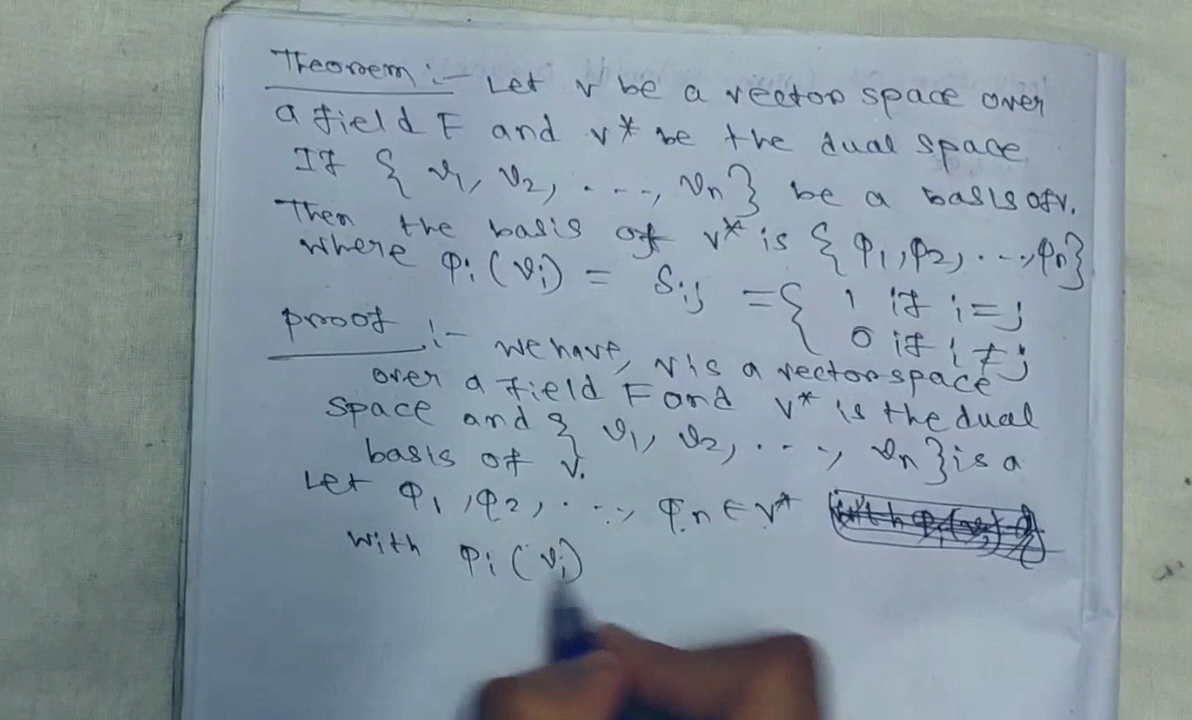 Theorem :- Let V be a vector space over
a field F and V* be the dual space
If { v1, v2, ...., vn } be a basis of V.
Then the basis of V* is { φ1, φ2, ..., φn }
where φi (vj) = δij = { 1 if i = j
0 if i ≠ j
proof :- we have, V is a vector space
over a field F and V* is the dual
space and { v1, v2, ...., vn } is a
basis of V.
Let φ1, φ2, ...., φn ∈ V*
with φi (vj)